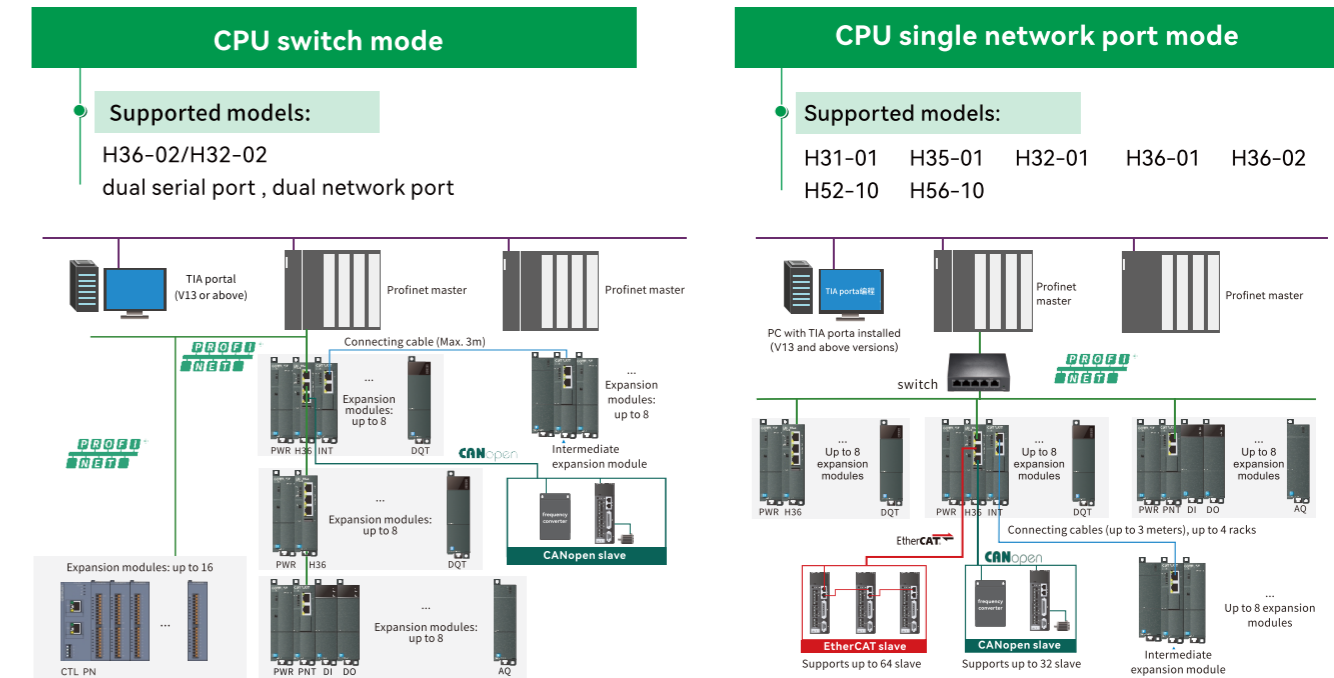 CPU switch mode
Supported models:
H36-02/H32-02
dual serial port , dual network port
TIA portal
(V13 or above)
Profinet master
Profinet master
PROFI
NET
Connecting cable (Max. 3m)
...
Expansion
modules:
up to 8
PWR H36 INT
DQT
...
Expansion
modules:
up to 8
Intermediate
expansion module
CANopen
PROFI
NET
...
Expansion modules:
up to 8
PWR H36
DQT
frequency
converter
CANopen slave
Expansion modules: up to 16
...
CTL PN
...
Expansion modules:
up to 8
PWR PNT DI DO
AQ
CPU single network port mode
Supported models:
H31-01 H35-01 H32-01 H36-01 H36-02
H52-10 H56-10
TIA porta编程
PC with TIA porta installed
(V13 and above versions)
Profinet
master
Profinet master
switch
PROFI
NET
...
Up to 8
expansion
modules
PWR H36
DQT
...
Up to 8
expansion
modules
PWR H36 INT
DQT
...
Up to 8
expansion
modules
PWR PNT DI DO
AQ
Connecting cables (up to 3 meters), up to 4 racks
EtherCAT
CANopen
frequency
converter
EtherCAT slave
Supports up to 64 slave
CANopen slave
Supports up to 32 slave
...
Up to 8 expansion
modules
Intermediate
expansion module